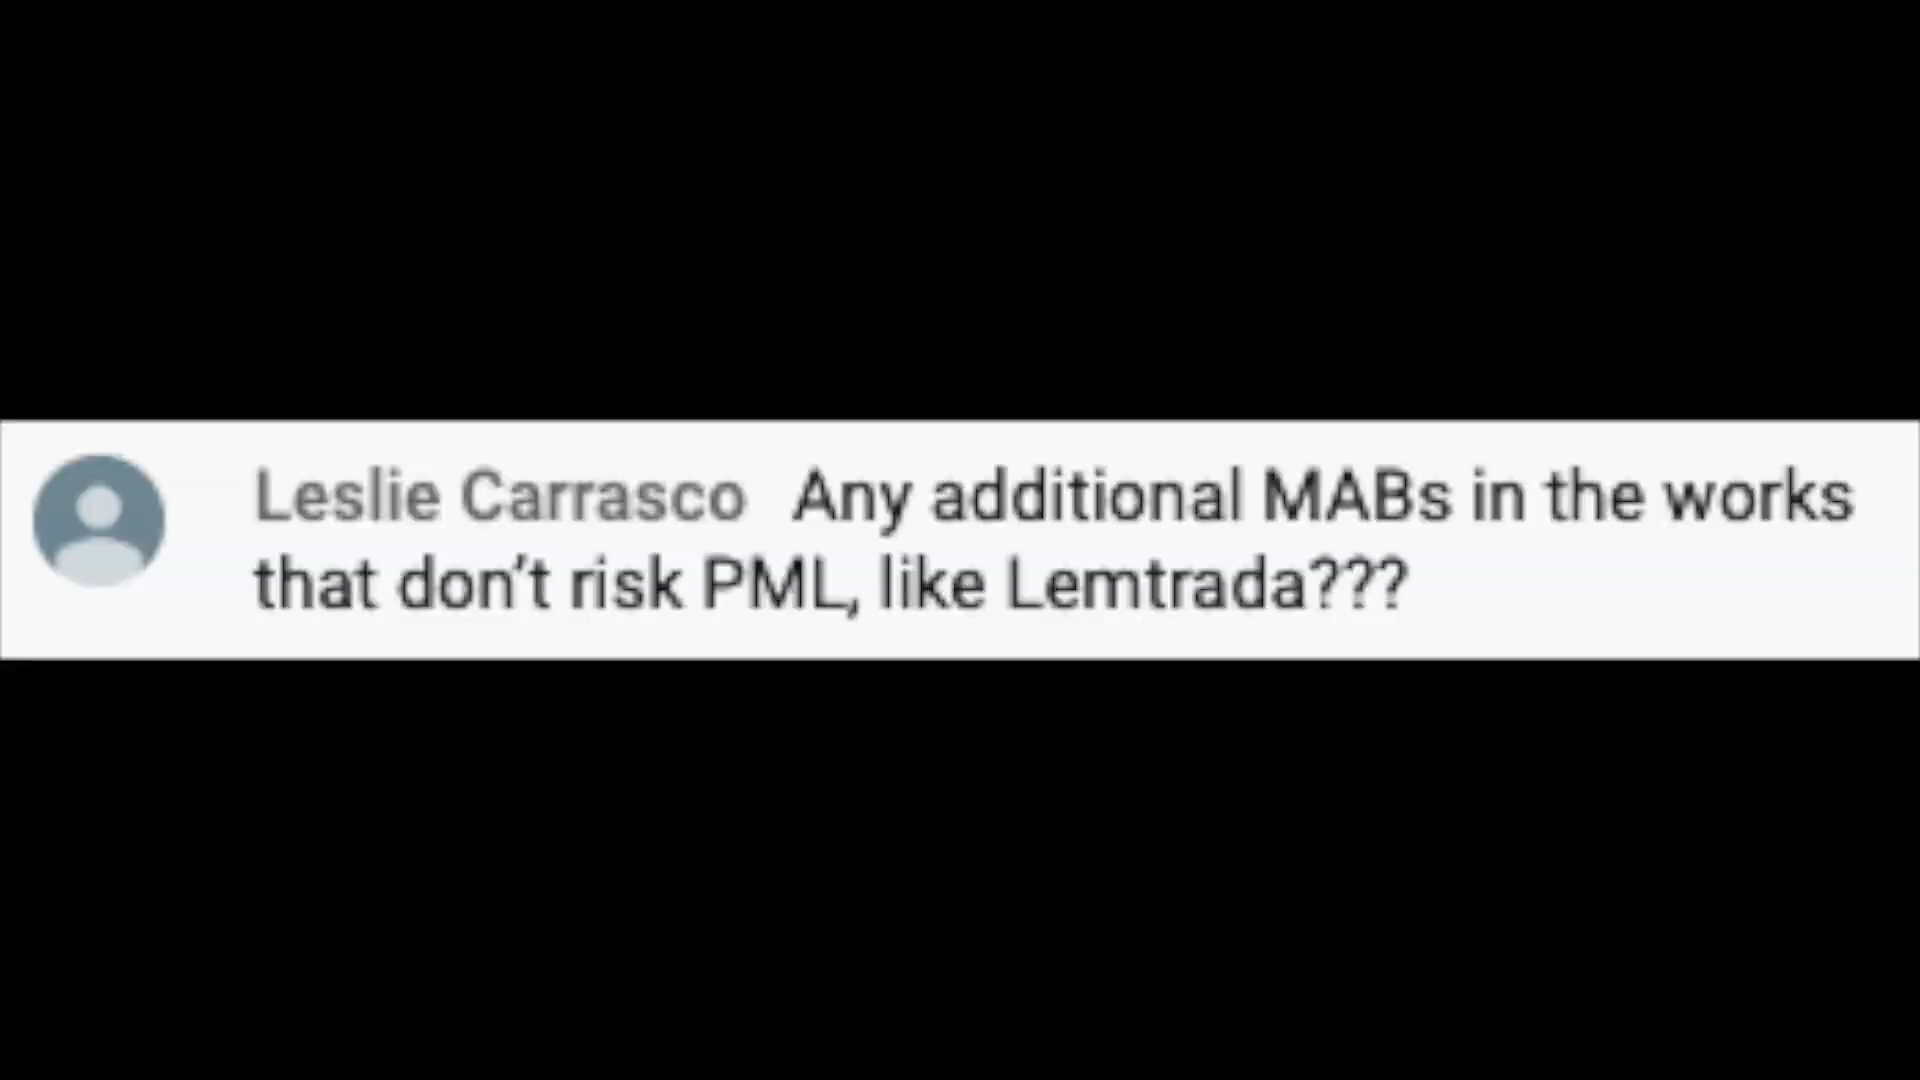 Leslie Carrasco Any additional MABs in the works
that don’t risk PML, like Lemtrada???